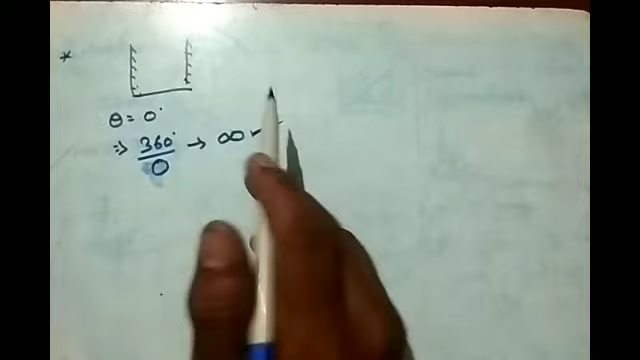 *
θ = 0°
⇒ 360° / 0 → ∞